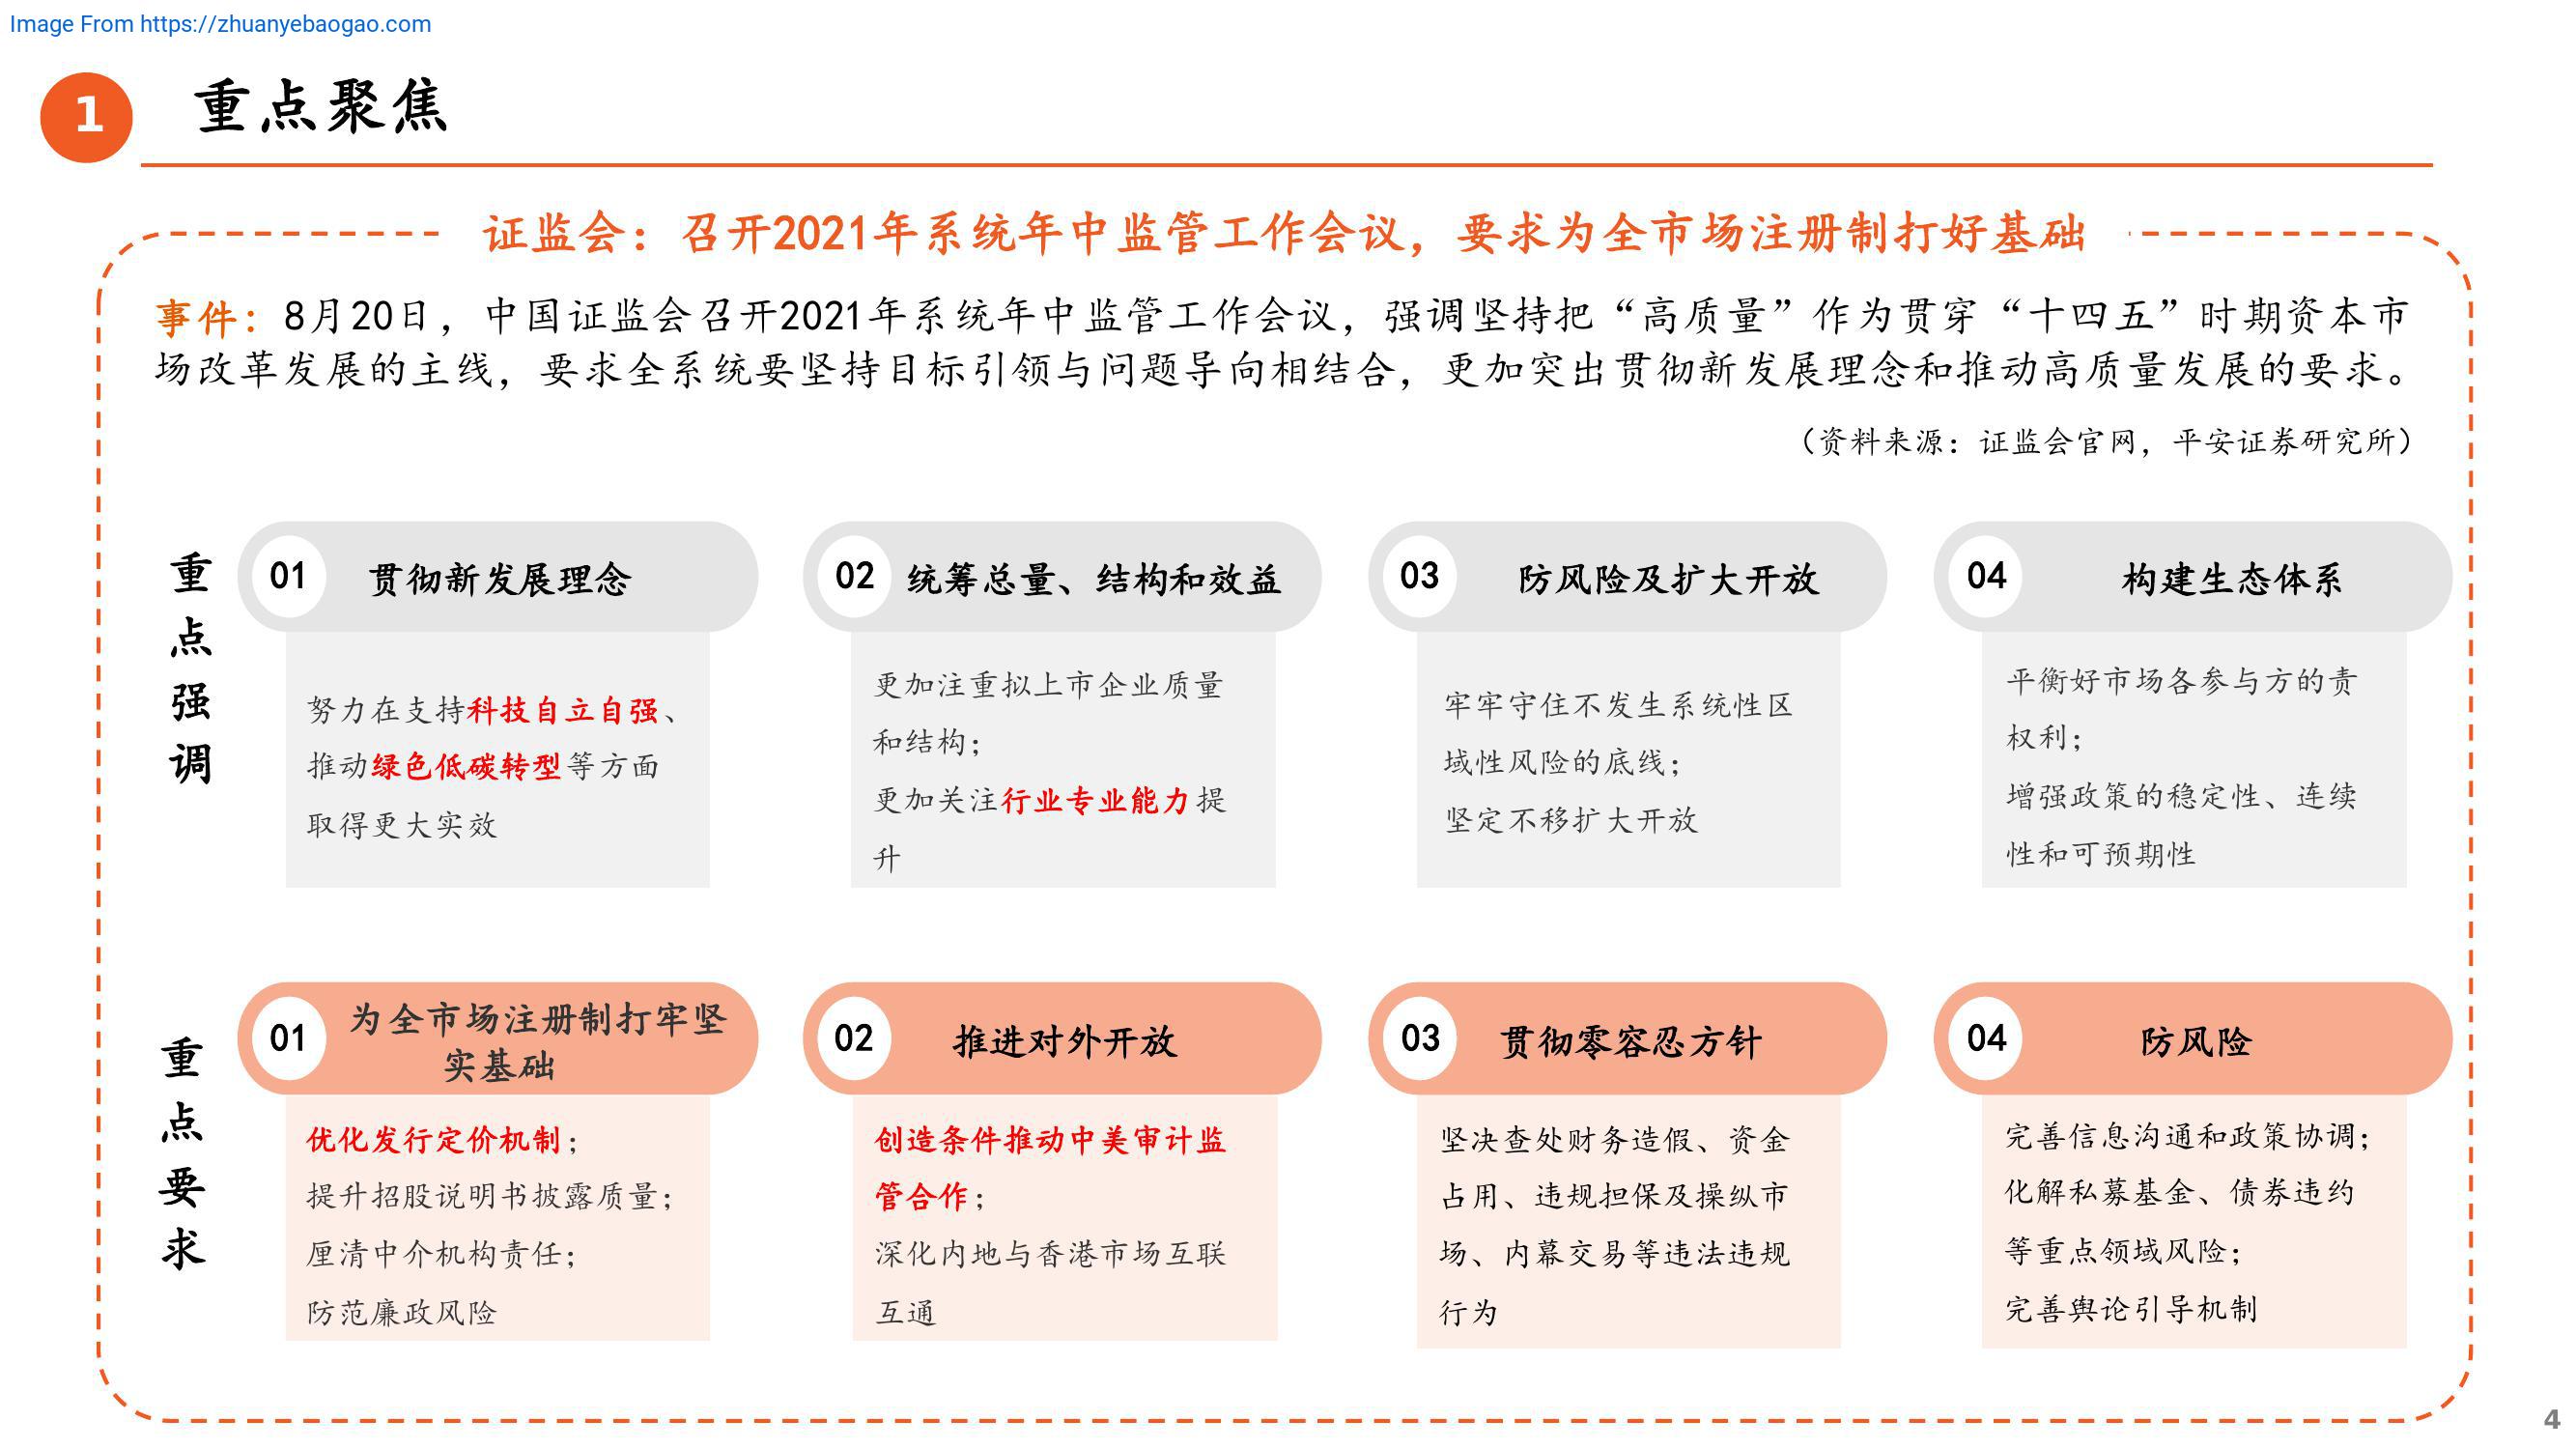 Image From https://zhuanyebaogao.com
1
重点聚焦
证监会：召开2021年系统年中监管工作会议，要求为全市场注册制打好基础
事件：8月20日，中国证监会召开2021年系统年中监管工作会议，强调坚持把“高质量”作为贯穿“十四五”时期资本市
场改革发展的主线，要求全系统要坚持目标引领与问题导向相结合，更加突出贯彻新发展理念和推动高质量发展的要求。
（资料来源：证监会官网，平安证券研究所）
重
点
强
调
01
贯彻新发展理念
努力在支持科技自立自强、
推动绿色低碳转型等方面
取得更大实效
02
统筹总量、结构和效益
更加注重拟上市企业质量
和结构；
更加关注行业专业能力提
升
03
防风险及扩大开放
牢牢守住不发生系统性区
域性风险的底线；
坚定不移扩大开放
04
构建生态体系
平衡好市场各参与方的责
权利；
增强政策的稳定性、连续
性和可预期性
重
点
要
求
01
为全市场注册制打牢坚
实基础
优化发行定价机制；
提升招股说明书披露质量；
厘清中介机构责任；
防范廉政风险
02
推进对外开放
创造条件推动中美审计监
管合作；
深化内地与香港市场互联
互通
03
贯彻零容忍方针
坚决查处财务造假、资金
占用、违规担保及操纵市
场、内幕交易等违法违规
行为
04
防风险
完善信息沟通和政策协调；
化解私募基金、债券违约
等重点领域风险；
完善舆论引导机制
4